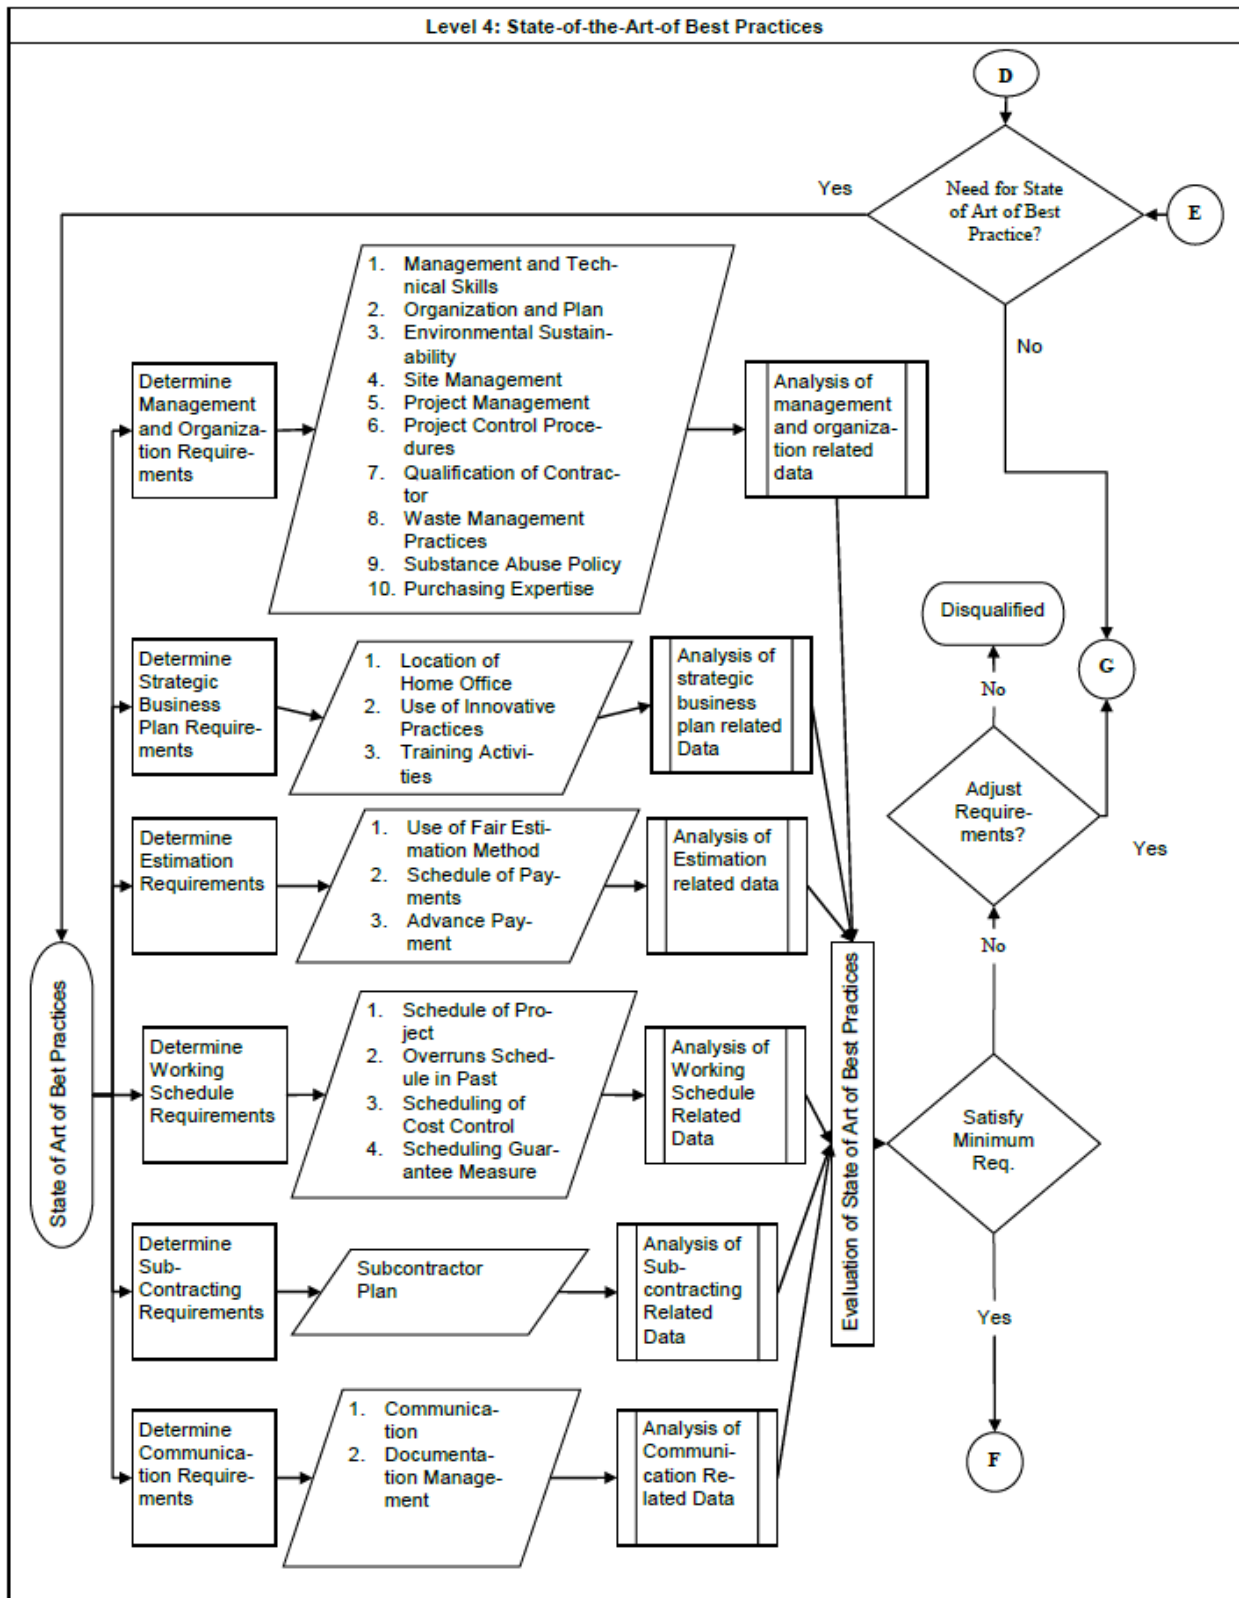 Level 4: State-of-the-Art-of Best Practices
D
Need for State
of Art of Best
Practice?
E
Yes
No
Determine
Management
and Organiza-
tion Require-
ments
1. Management and Tech-
nical Skills
2. Organization and Plan
3. Environmental Sustain-
ability
4. Site Management
5. Project Management
6. Project Control Proce-
dures
7. Qualification of Contrac-
tor
8. Waste Management
Practices
9. Substance Abuse Policy
10. Purchasing Expertise
Analysis of
management
and organiza-
tion related
data
Disqualified
G
No
Determine
Strategic
Business
Plan Require-
ments
1. Location of
Home Office
2. Use of Innovative
Practices
3. Training Activi-
ties
Analysis of
strategic
business
plan related
Data
Adjust
Require-
ments?
Yes
Determine
Estimation
Requirements
1. Use of Fair Esti-
mation Method
2. Schedule of Pay-
ments
3. Advance Pay-
ment
Analysis of
Estimation
related data
No
State of Art of Bet Practices
Determine
Working
Schedule
Requirements
1. Schedule of Pro-
ject
2. Overruns Sched-
ule in Past
3. Scheduling of
Cost Control
4. Scheduling Guar-
antee Measure
Analysis of
Working
Schedule
Related
Data
Evaluation of State of Art of Best Practices
Satisfy
Minimum
Req.
Determine
Sub-
Contracting
Requirements
Subcontractor
Plan
Analysis of
Sub-
contracting
Related
Data
Yes
Determine
Communica-
tion Require-
ments
1. Communica-
tion
2. Documenta-
tion Manage-
ment
Analysis of
Communi-
cation Re-
lated Data
F